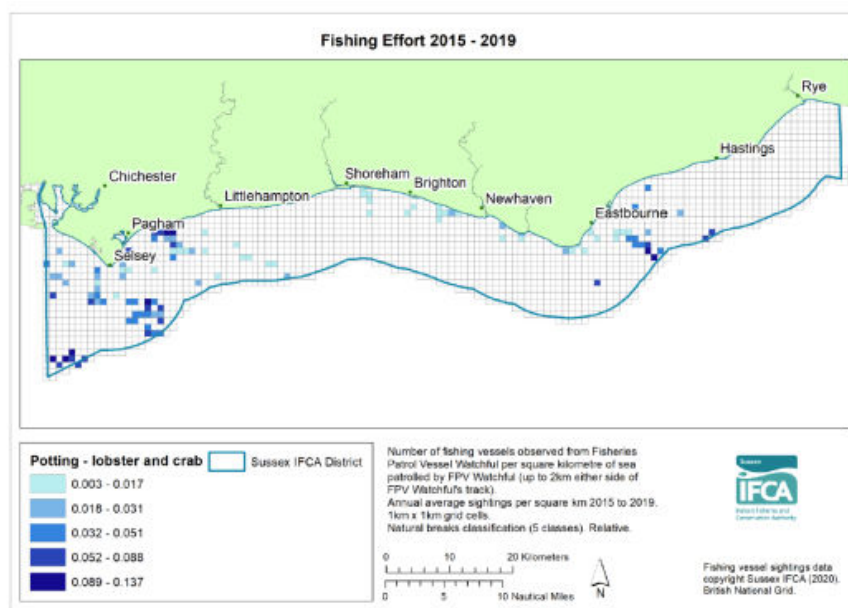 Fishing Effort 2015 - 2019
Rye
Hastings
Chichester
Shoreham
Brighton
Littlehampton
Newhaven
Eastbourne
Pagham
Selsey
Potting - lobster and crab
Sussex IFCA District
0.003 - 0.017
0.018 - 0.031
0.032 - 0.051
0.052 - 0.088
0.089 - 0.137
Number of fishing vessels observed from Fisheries
Patrol Vessel Watchful per square kilometre of sea
patrolled by FPV Watchful (up to 2km either side of
FPV Watchful's track).
Annual average sightings per square km 2015 to 2019.
1km x 1km grid cells.
Natural breaks classification (5 classes). Relative.
0 10 20 Kilometers
0 5 10 Nautical Miles
N
Sussex
IFCA
Inshore Fisheries and
Conservation Authority
Fishing vessel sightings data
copyright Sussex IFCA (2020).
British National Grid.